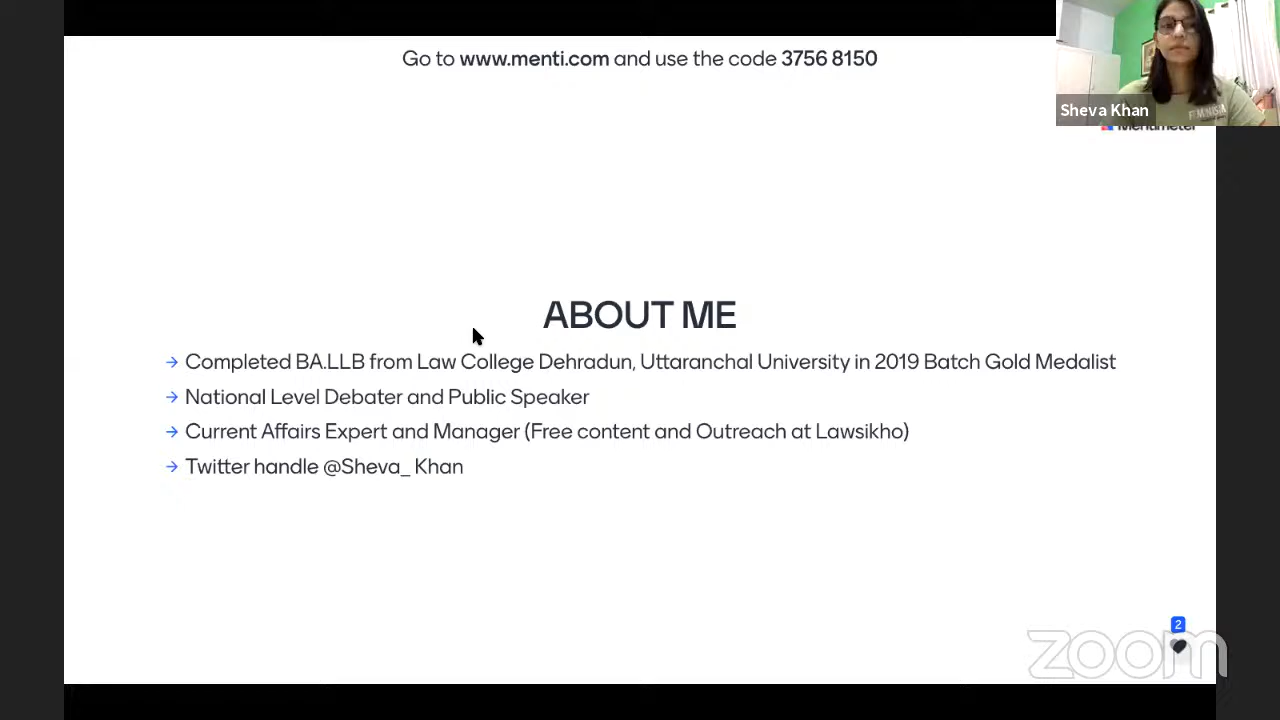 Go to www.menti.com and use the code 3756 8150
Sheva Khan
Mentimeter
ABOUT ME
→ Completed BA.LLB from Law College Dehradun, Uttaranchal University in 2019 Batch Gold Medalist
→ National Level Debater and Public Speaker
→ Current Affairs Expert and Manager (Free content and Outreach at Lawsikho)
→ Twitter handle @Sheva_ Khan
2
zoom